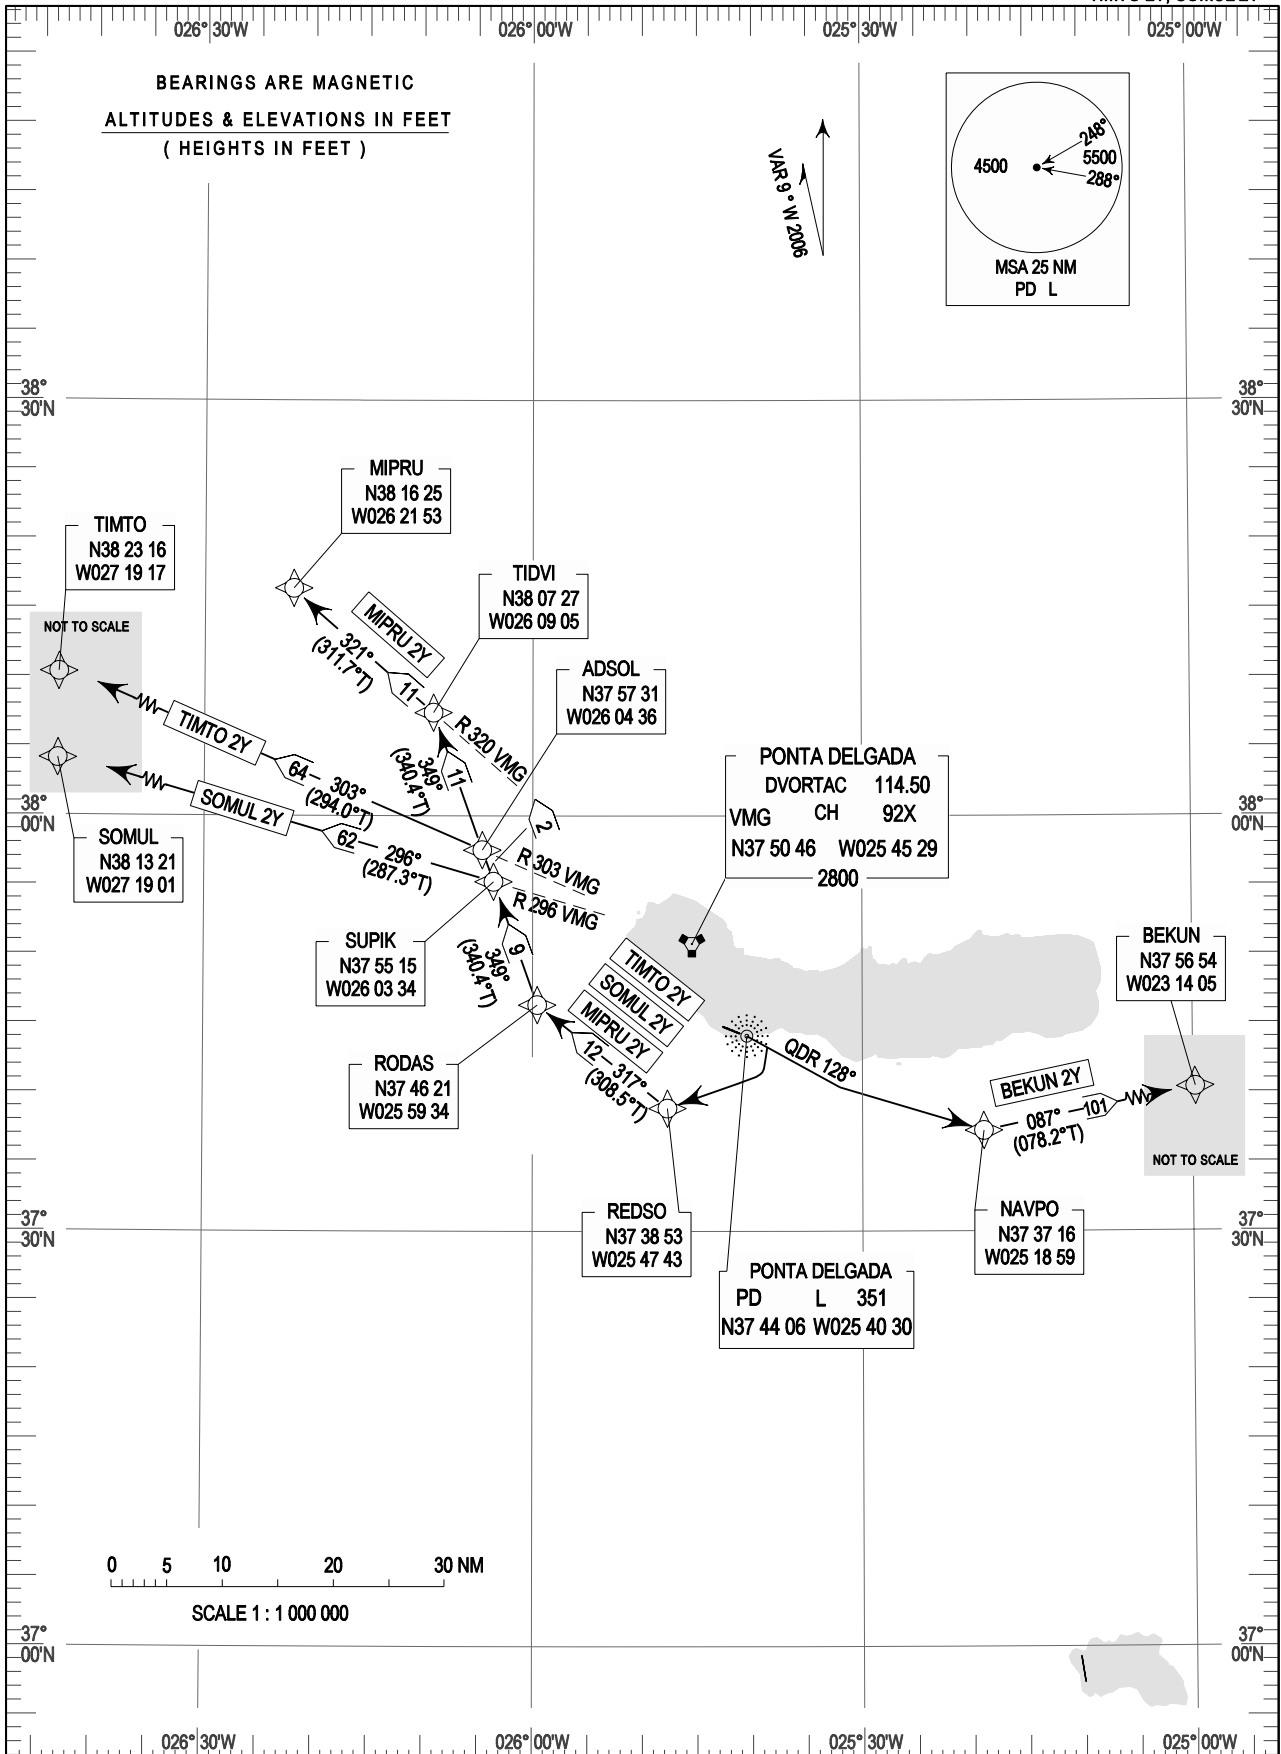 026° 30'W
026° 00'W
025° 30'W
025° 00'W
BEARINGS ARE MAGNETIC
ALTITUDES & ELEVATIONS IN FEET
( HEIGHTS IN FEET )
VAR 9° W 2006
4500
248°
5500
288°
MSA 25 NM
PD L
38°
30'N
38°
30'N
MIPRU
N38 16 25
W026 21 53
TIMTO
N38 23 16
W027 19 17
TIDVI
N38 07 27
W026 09 05
NOT TO SCALE
MIPRU 2Y
321°
(311.7°T)
11
ADSOL
N37 57 31
W026 04 36
R 320 VMG
TIMTO 2Y
64
303°
(294.0°T)
349°
(340.4°T)
11
SOMUL 2Y
62
296°
(287.3°T)
2
R 303 VMG
R 296 VMG
PONTA DELGADA
DVORTAC 114.50
VMG CH 92X
N37 50 46 W025 45 29
2800
38°
00'N
38°
00'N
SOMUL
N38 13 21
W027 19 01
SUPIK
N37 55 15
W026 03 34
349°
(340.4°T)
9
BEKUN
N37 56 54
W023 14 05
TIMTO 2Y
SOMUL 2Y
MIPRU 2Y
RODAS
N37 46 21
W025 59 34
12
317°
(308.5°T)
QDR 128°
BEKUN 2Y
087°
101
(078.2°T)
NOT TO SCALE
REDSO
N37 38 53
W025 47 43
NAVPO
N37 37 16
W025 18 59
37°
30'N
37°
30'N
PONTA DELGADA
PD L 351
N37 44 06 W025 40 30
0 5 10 20 30 NM
SCALE 1 : 1 000 000
37°
00'N
37°
00'N
026° 30'W
026° 00'W
025° 30'W
025° 00'W